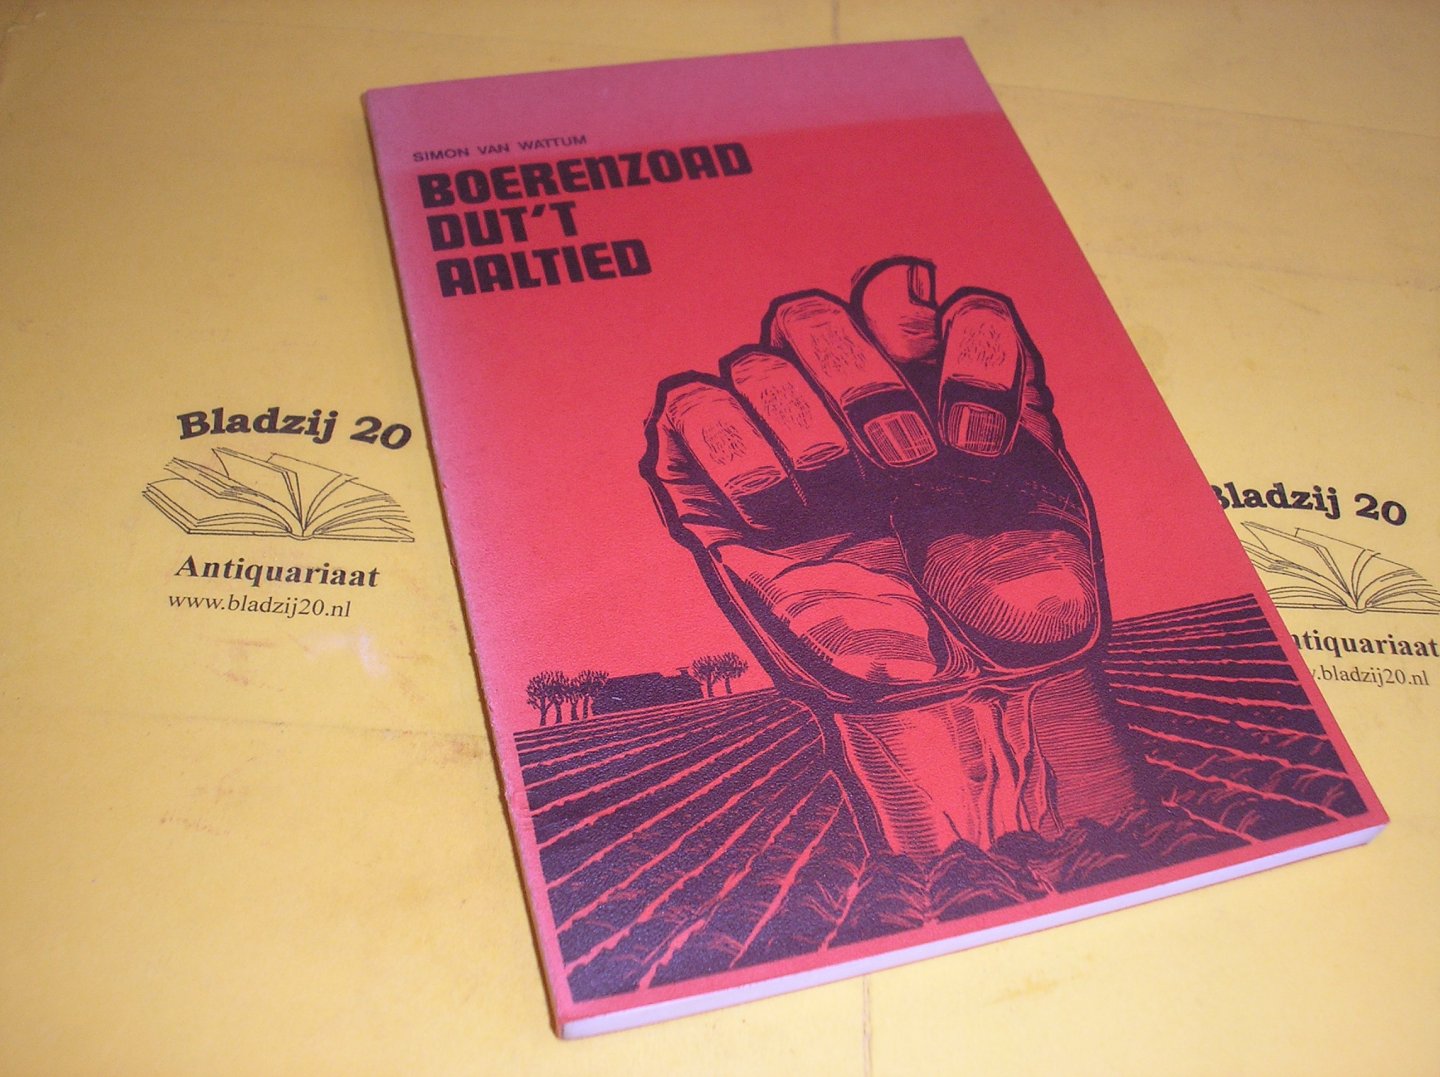 SIMON VAN WATTUM
BOERENZOAD
DUT'T
AALTIED
Bladzij 20
Antiquariaat
www.bladzij20.nl
Bladzij 20
ntiquariaat
.bladzij20.nl